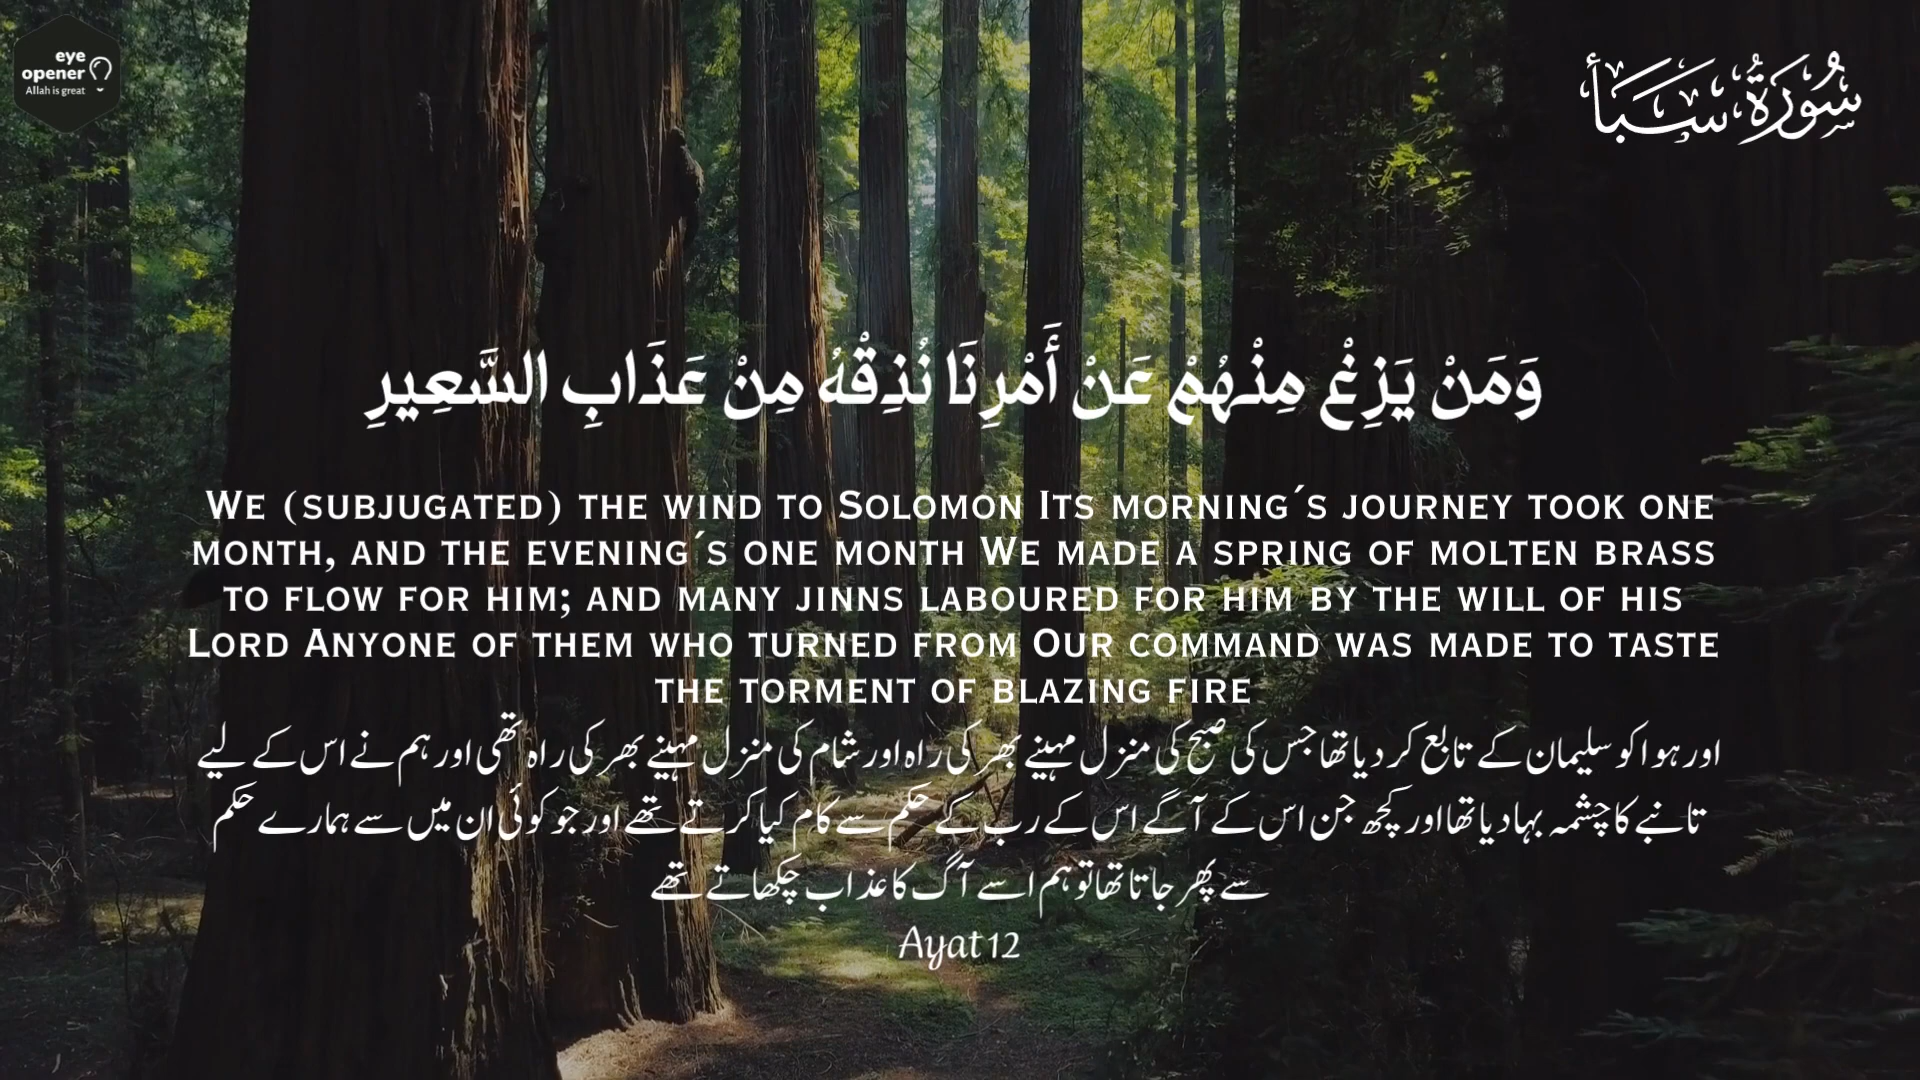 eye
opener
Allah is great
سُورَةُ سَبَأ
وَمَنْ يَزِغْ مِنْهُمْ عَنْ أَمْرِنَا نُذِقْهُ مِنْ عَذَابِ السَّعِيرِ
We (subjugated) the wind to Solomon Its morning´s journey took one
month, and the evening´s one month We made a spring of molten brass
to flow for him; and many jinns laboured for him by the will of his
Lord Anyone of them who turned from Our command was made to taste
the torment of blazing fire
اور ہوا کو سلیمان کے تابع کر دیا تھا جس کی صبح کی منزل مہینے بھر کی راہ اور شام کی منزل مہینے بھر کی راہ تھی اور ہم نے اس کے لیے
تانبے کا چشمہ بہا دیا تھا اور کچھ جن اس کے آگے اس کے رب کے حکم سے کام کیا کرتے تھے اور جو کوئی ان میں سے ہمارے حکم
سے پھر جاتا تھا تو ہم اسے آگ کا عذاب چکھاتے تھے
Ayat 12